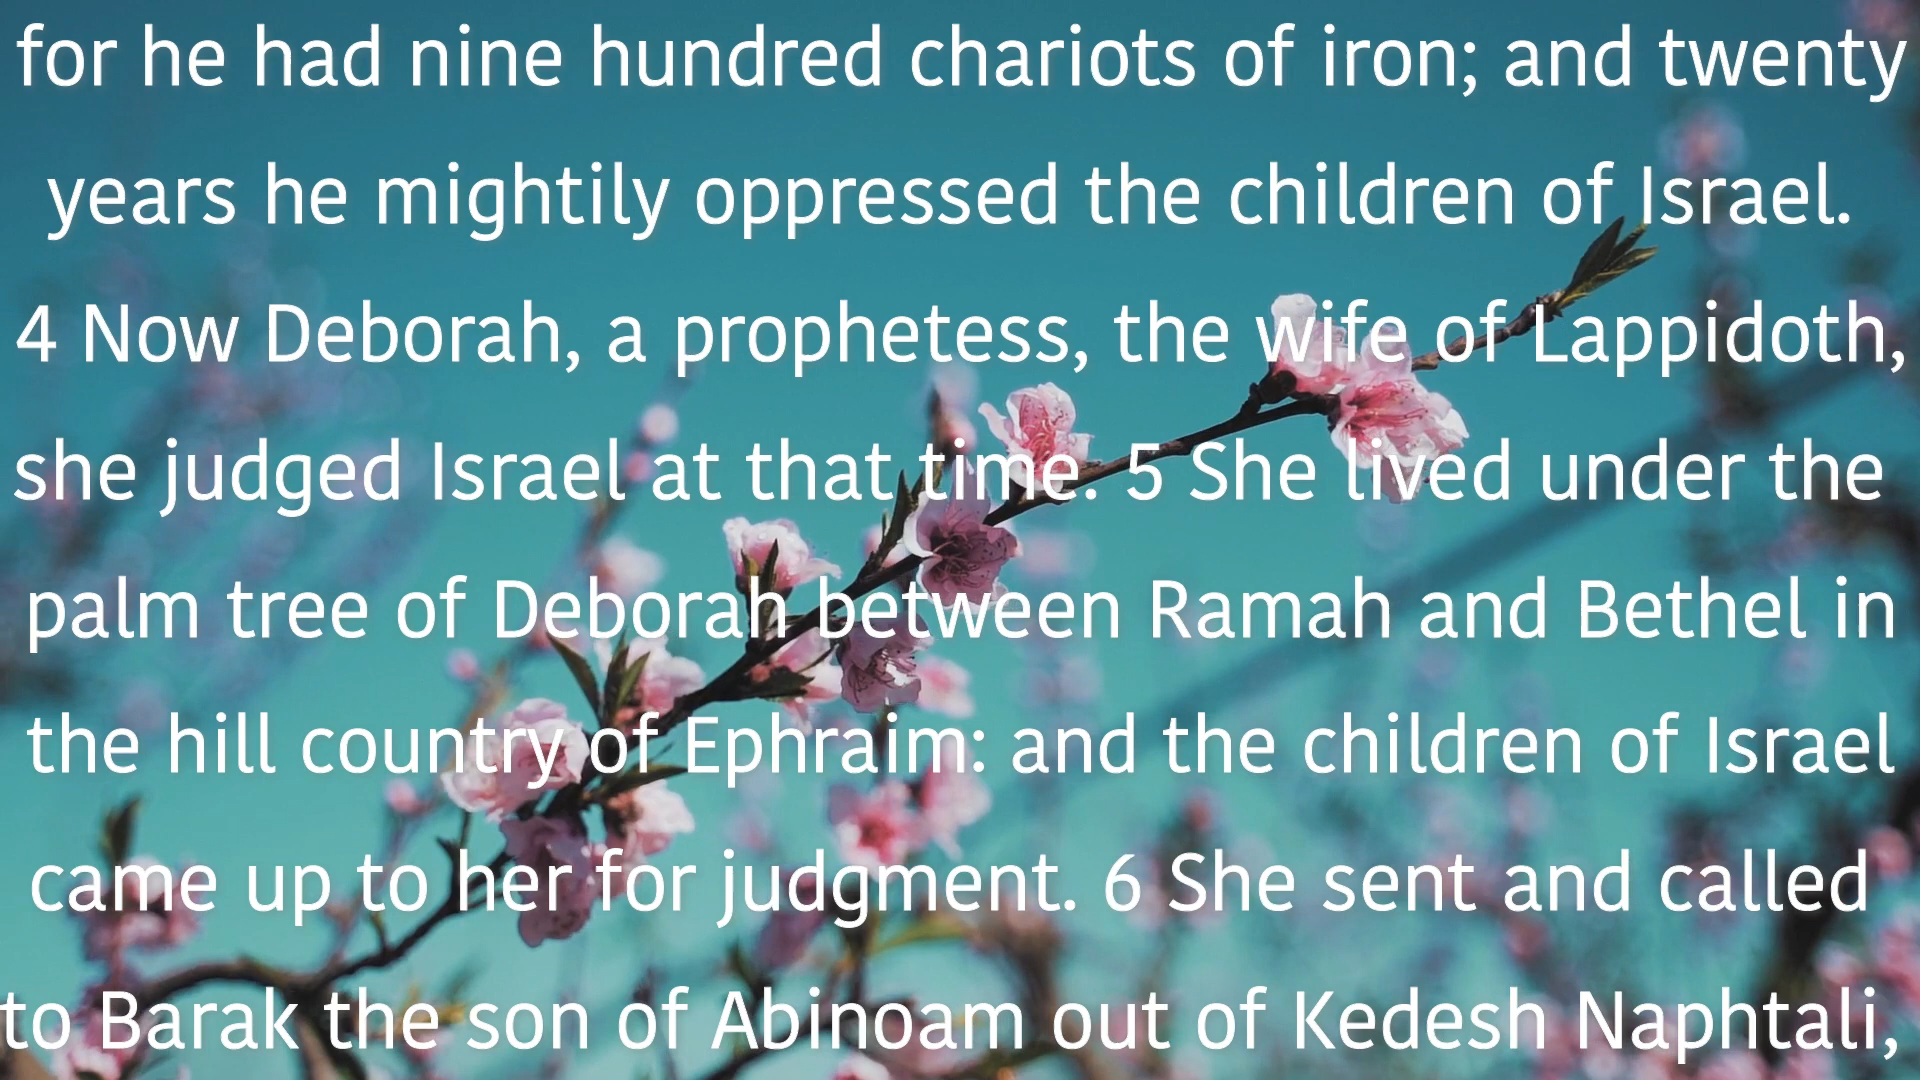 for he had nine hundred chariots of iron; and twenty
years he mightily oppressed the children of Israel.
4 Now Deborah, a prophetess, the wife of Lappidoth,
she judged Israel at that time. 5 She lived under the
palm tree of Deborah between Ramah and Bethel in
the hill country of Ephraim: and the children of Israel
came up to her for judgment. 6 She sent and called
to Barak the son of Abinoam out of Kedesh Naphtali,